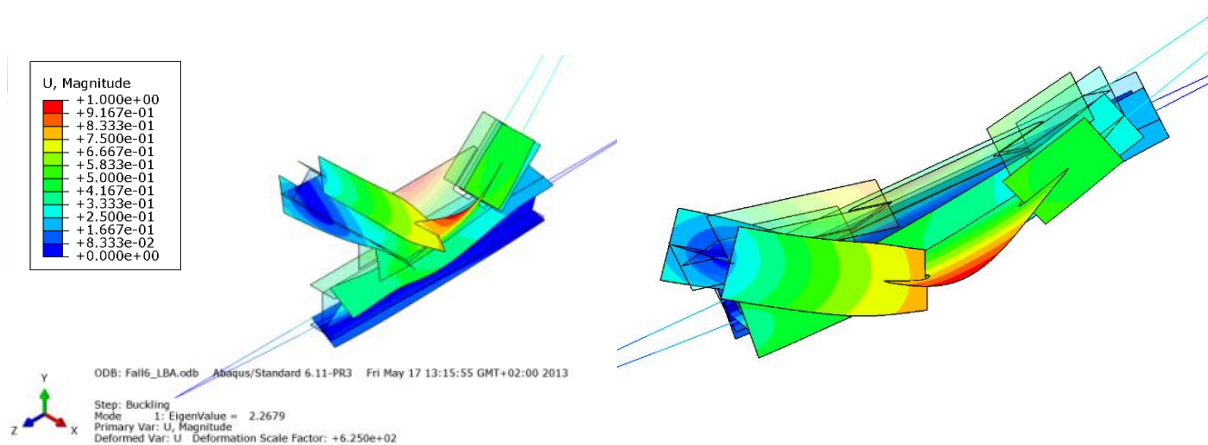 U, Magnitude
+1.000e+00
+9.167e-01
+8.333e-01
+7.500e-01
+6.667e-01
+5.833e-01
+5.000e-01
+4.167e-01
+3.333e-01
+2.500e-01
+1.667e-01
+8.333e-02
+0.000e+00
ODB: Fall6_LBA.odb Abaqus/Standard 6.11-PR3 Fri May 17 13:15:55 GMT+02:00 2013
Y
Z
X
Step: Buckling
Mode 1: EigenValue = 2.2679
Primary Var: U, Magnitude
Deformed Var: U Deformation Scale Factor: +6.250e+02